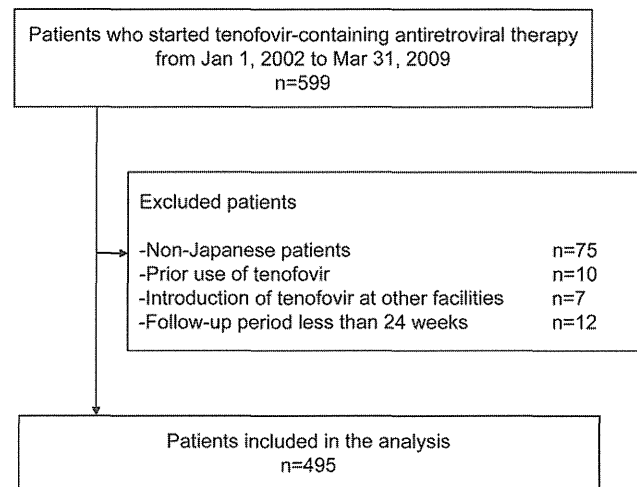 Patients who started tenofovir-containing antiretroviral therapy
from Jan 1, 2002 to Mar 31, 2009
n=599
Excluded patients
-Non-Japanese patients n=75
-Prior use of tenofovir n=10
-Introduction of tenofovir at other facilities n=7
-Follow-up period less than 24 weeks n=12
Patients included in the analysis
n=495